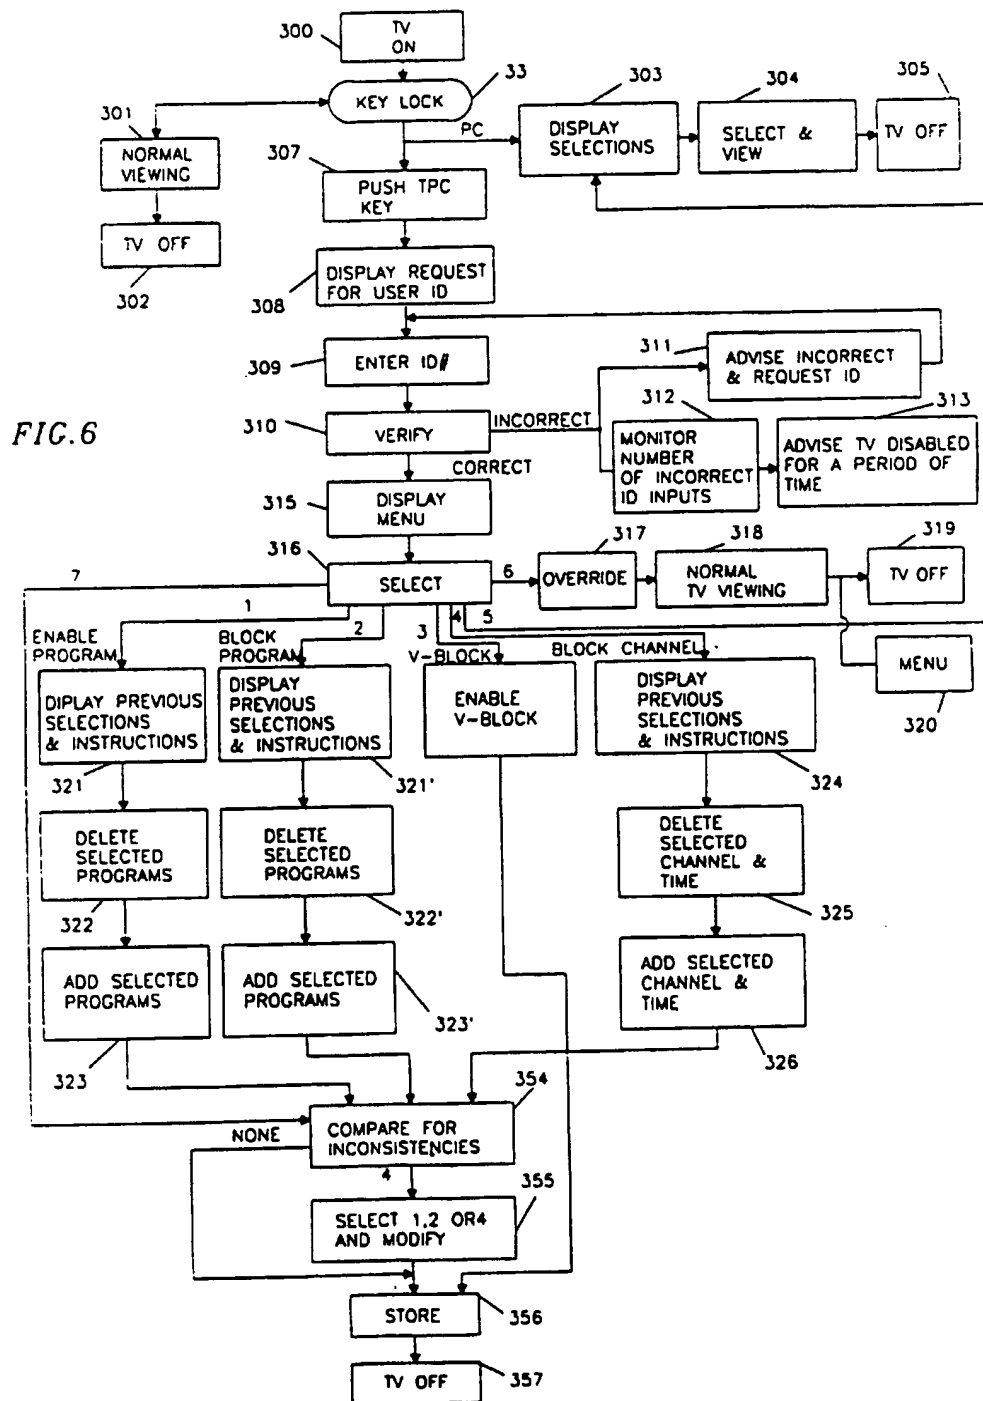 300
TV
ON
33
KEY LOCK
301
NORMAL
VIEWING
TV OFF
302
PC
303
DISPLAY
SELECTIONS
304
SELECT &
VIEW
305
TV OFF
307
PUSH TPC
KEY
308
DISPLAY REQUEST
FOR USER ID
309
ENTER ID#
310
VERIFY
INCORRECT
CORRECT
311
ADVISE INCORRECT
& REQUEST ID
312
MONITOR
NUMBER
OF INCORRECT
ID INPUTS
313
ADVISE TV DISABLED
FOR A PERIOD OF
TIME
FIG.6
315
DISPLAY
MENU
316
SELECT
7
1
2
3
4
5
6
317
OVERRIDE
318
NORMAL
TV VIEWING
319
TV OFF
MENU
320
ENABLE
PROGRAM
BLOCK
PROGRAM
V-BLOCK
BLOCK CHANNEL
DIPLAY PREVIOUS
SELECTIONS
& INSTRUCTIONS
321
DISPLAY
PREVIOUS
SELECTIONS
& INSTRUCTIONS
321'
ENABLE
V-BLOCK
DISPLAY
PREVIOUS
SELECTIONS
& INSTRUCTIONS
324
DELETE
SELECTED
PROGRAMS
322
DELETE
SELECTED
PROGRAMS
322'
DELETE
SELECTED
CHANNEL &
TIME
325
ADD SELECTED
PROGRAMS
323
ADD SELECTED
PROGRAMS
323'
ADD SELECTED
CHANNEL &
TIME
326
354
COMPARE FOR
INCONSISTENCIES
NONE
4
355
SELECT 1,2 OR4
AND MODIFY
STORE
356
TV OFF
357